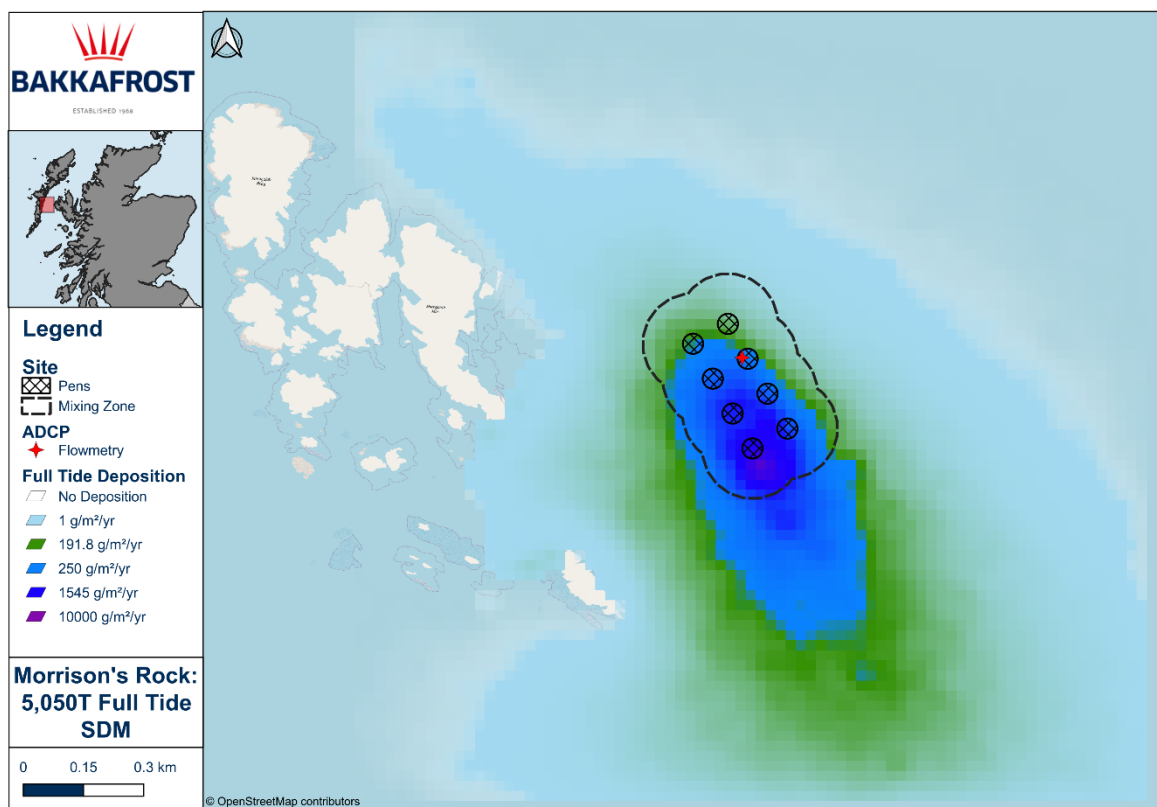 BAKKAFROST
ESTABLISHED 1968
Legend
Site
Pens
Mixing Zone
ADCP
Flowmetry
Full Tide Deposition
No Deposition
1 g/m²/yr
191.8 g/m²/yr
250 g/m²/yr
1545 g/m²/yr
10000 g/m²/yr
Morrison's Rock:
5,050T Full Tide
SDM
0 0.15 0.3 km
© OpenStreetMap contributors